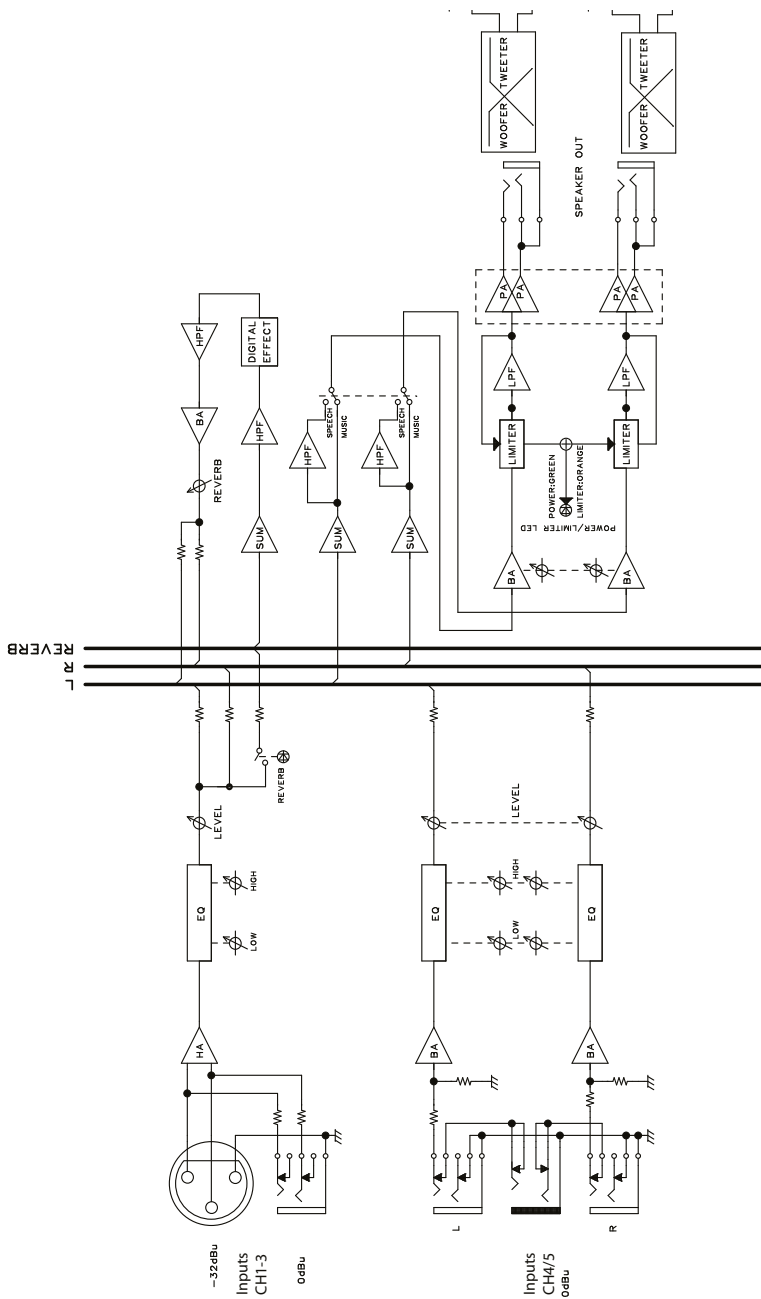 WOOFER TWEETER
WOOFER TWEETER
SPEAKER OUT
PA
PA
PA
PA
HPF
DIGITAL
EFFECT
BA
HPF
REVERB
SUM
SPEECH
MUSIC
HPF
SPEECH
MUSIC
HPF
SUM
SUM
LPF
LPF
LIMITER
LIMITER
POWER:GREEN
LIMITER:ORANGE
POWER/LIMITER LED
BA
BA
REVERB
R
L
REVERB
LEVEL
LEVEL
EQ
HIGH
LOW
EQ
HIGH
LOW
EQ
HA
BA
BA
-32dBu
Inputs
CH1-3
0dBu
L
Inputs
CH4/5
0dBu
R